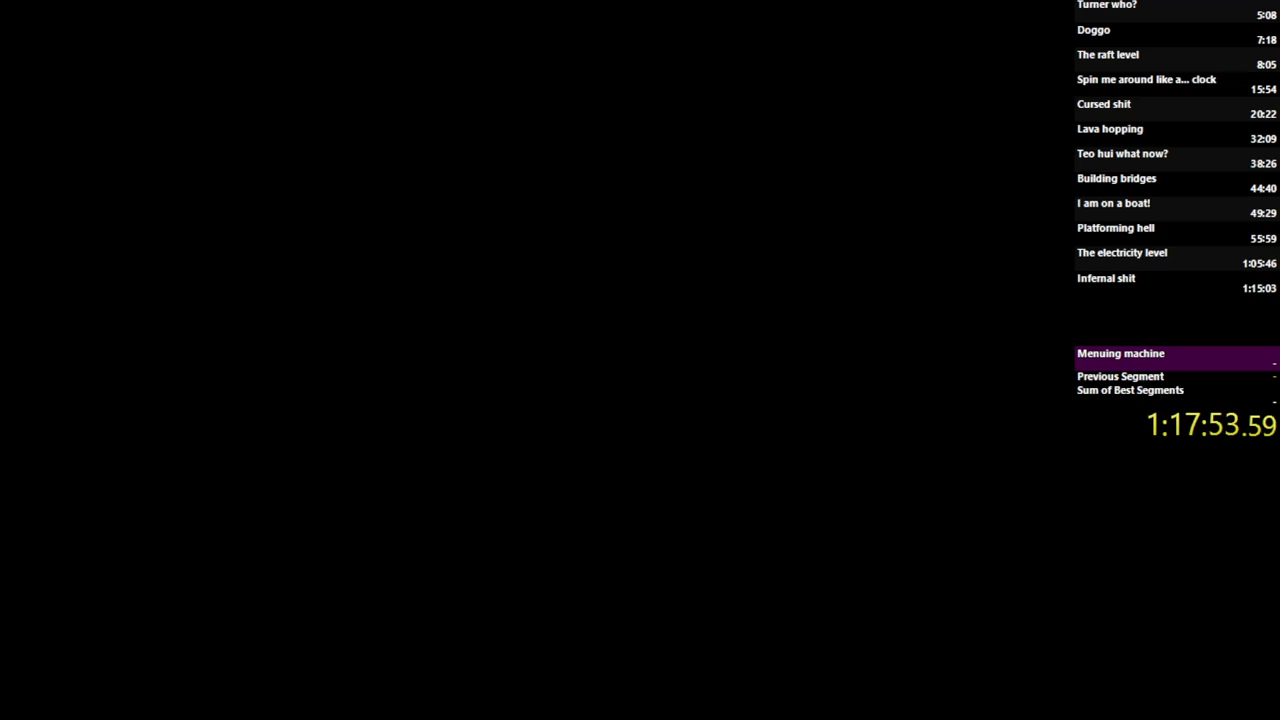 Turner who?
5:08
Doggo
7:18
The raft level
8:05
Spin me around like a... clock
15:54
Cursed shit
20:22
Lava hopping
32:09
Teo hui what now?
38:26
Building bridges
44:40
I am on a boat!
49:29
Platforming hell
55:59
The electricity level
1:05:46
Infernal shit
1:15:03
Menuing machine
-
Previous Segment -
Sum of Best Segments
-
1:17:53.59